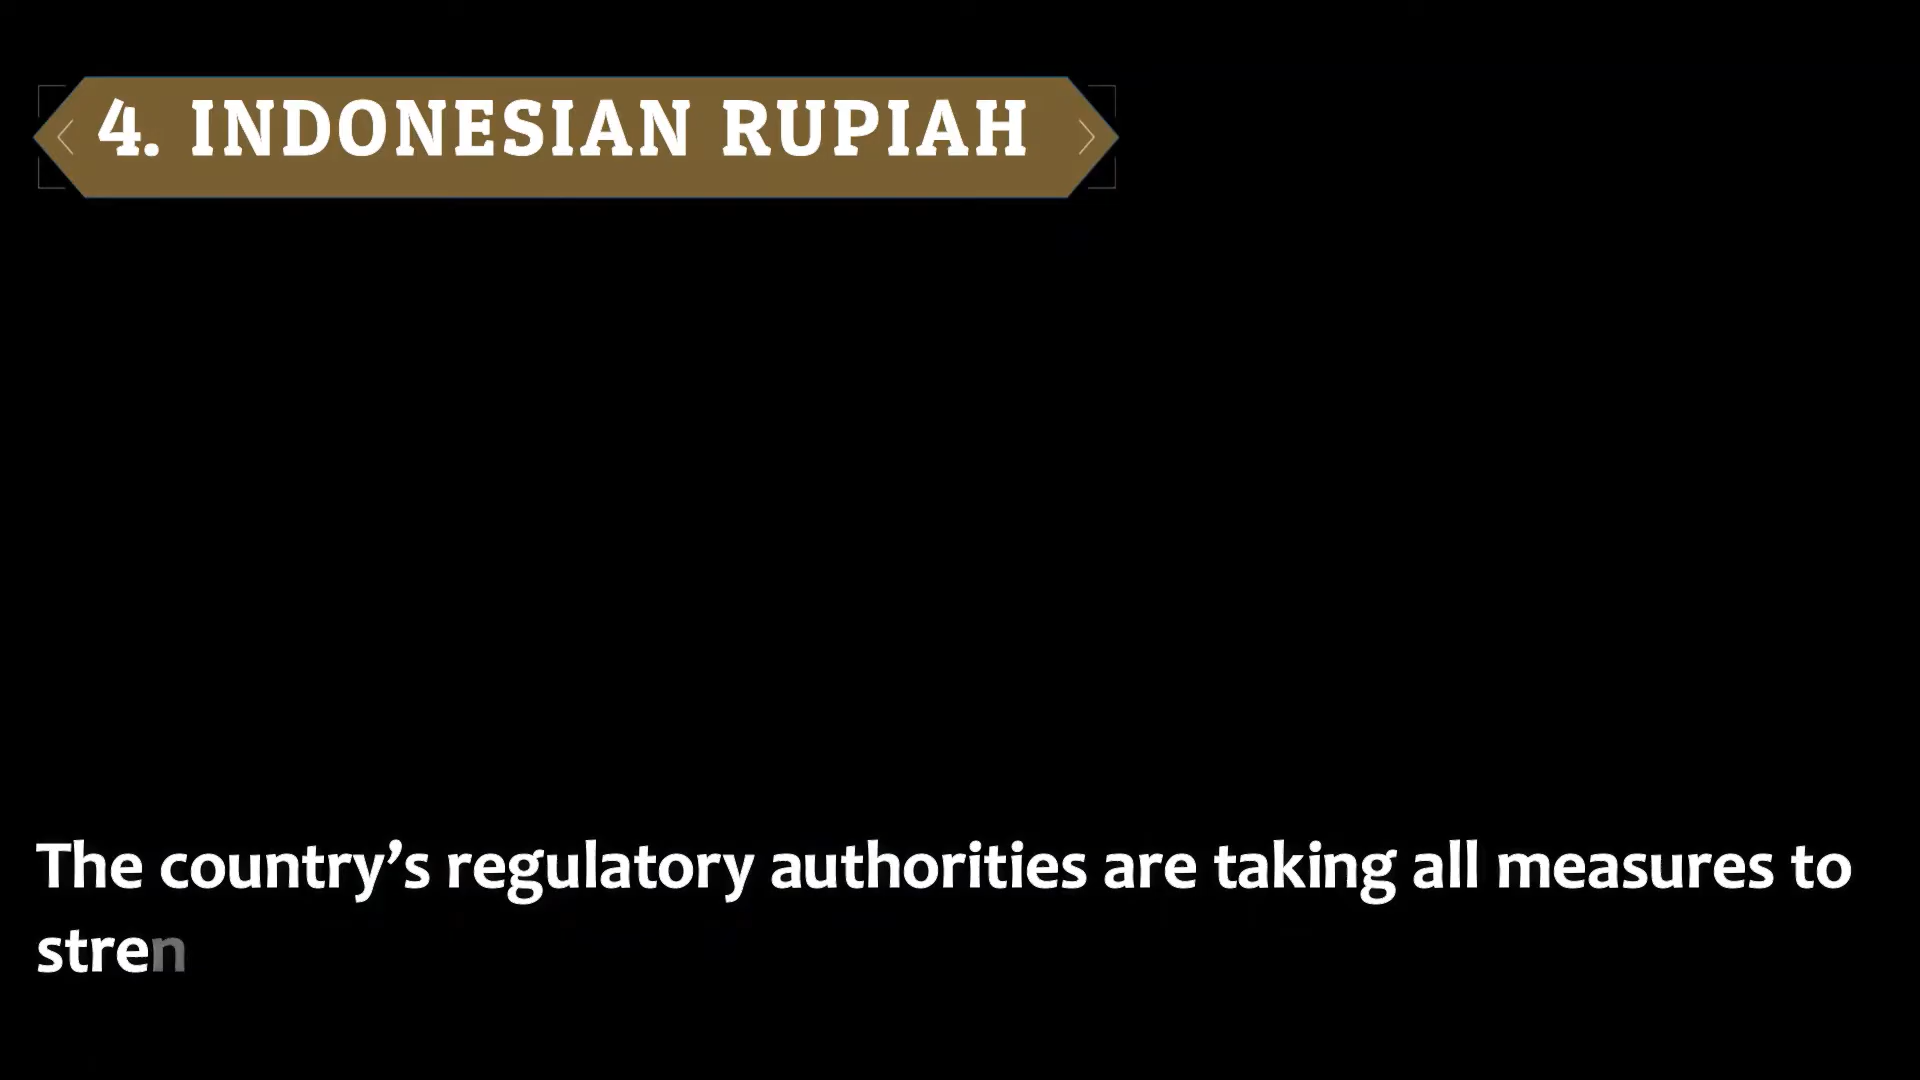 4. INDONESIAN RUPIAH
The country’s regulatory authorities are taking all measures to
stren